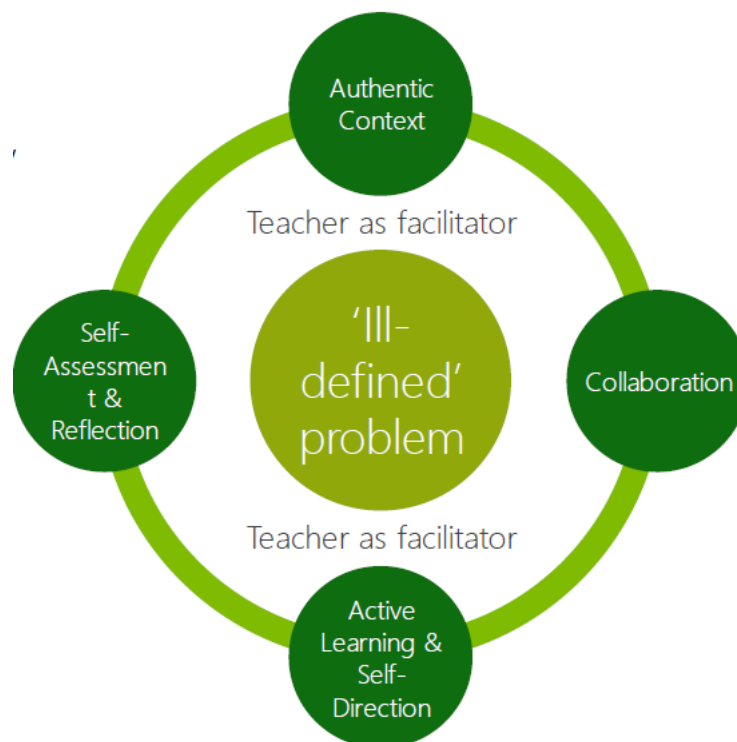 Authentic
Context
Teacher as facilitator
'Ill-
defined'
problem
Self-
Assessmen
t &
Reflection
Collaboration
Teacher as facilitator
Active
Learning &
Self-
Direction